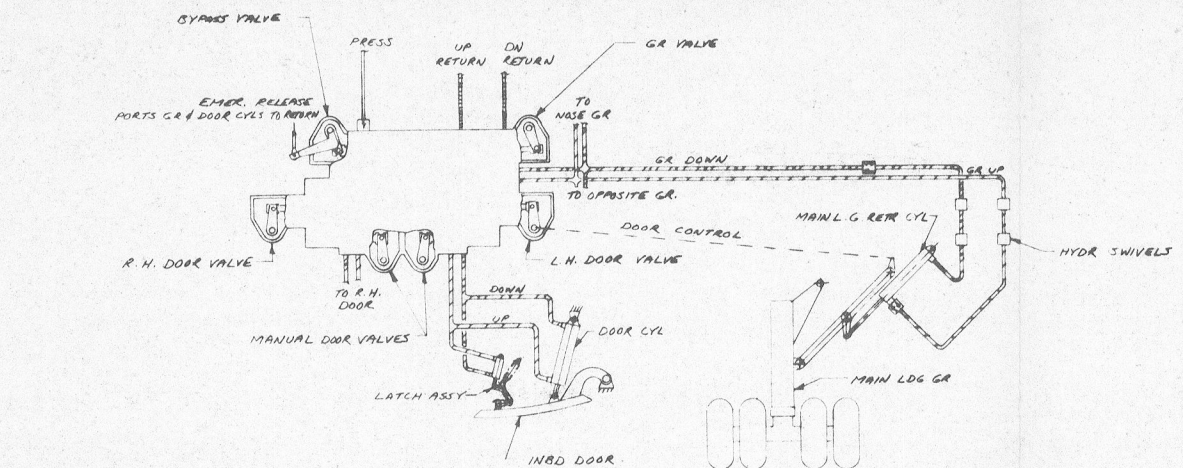 BYPASS VALVE
PRESS
UP
RETURN
DN
RETURN
GR VALVE
EMER. RELEASE
PORTS GR & DOOR CYLS TO RETURN
TO
NOSE GR
GR DOWN
GR UP
TO OPPOSITE GR.
MAIN L.G RETR CYL
DOOR CONTROL
HYDR SWIVELS
R.H. DOOR VALVE
L.H. DOOR VALVE
TO R.H.
DOOR
DOWN
UP
MANUAL DOOR VALVES
DOOR CYL
LATCH ASSY
MAIN LDG GR
INBD DOOR